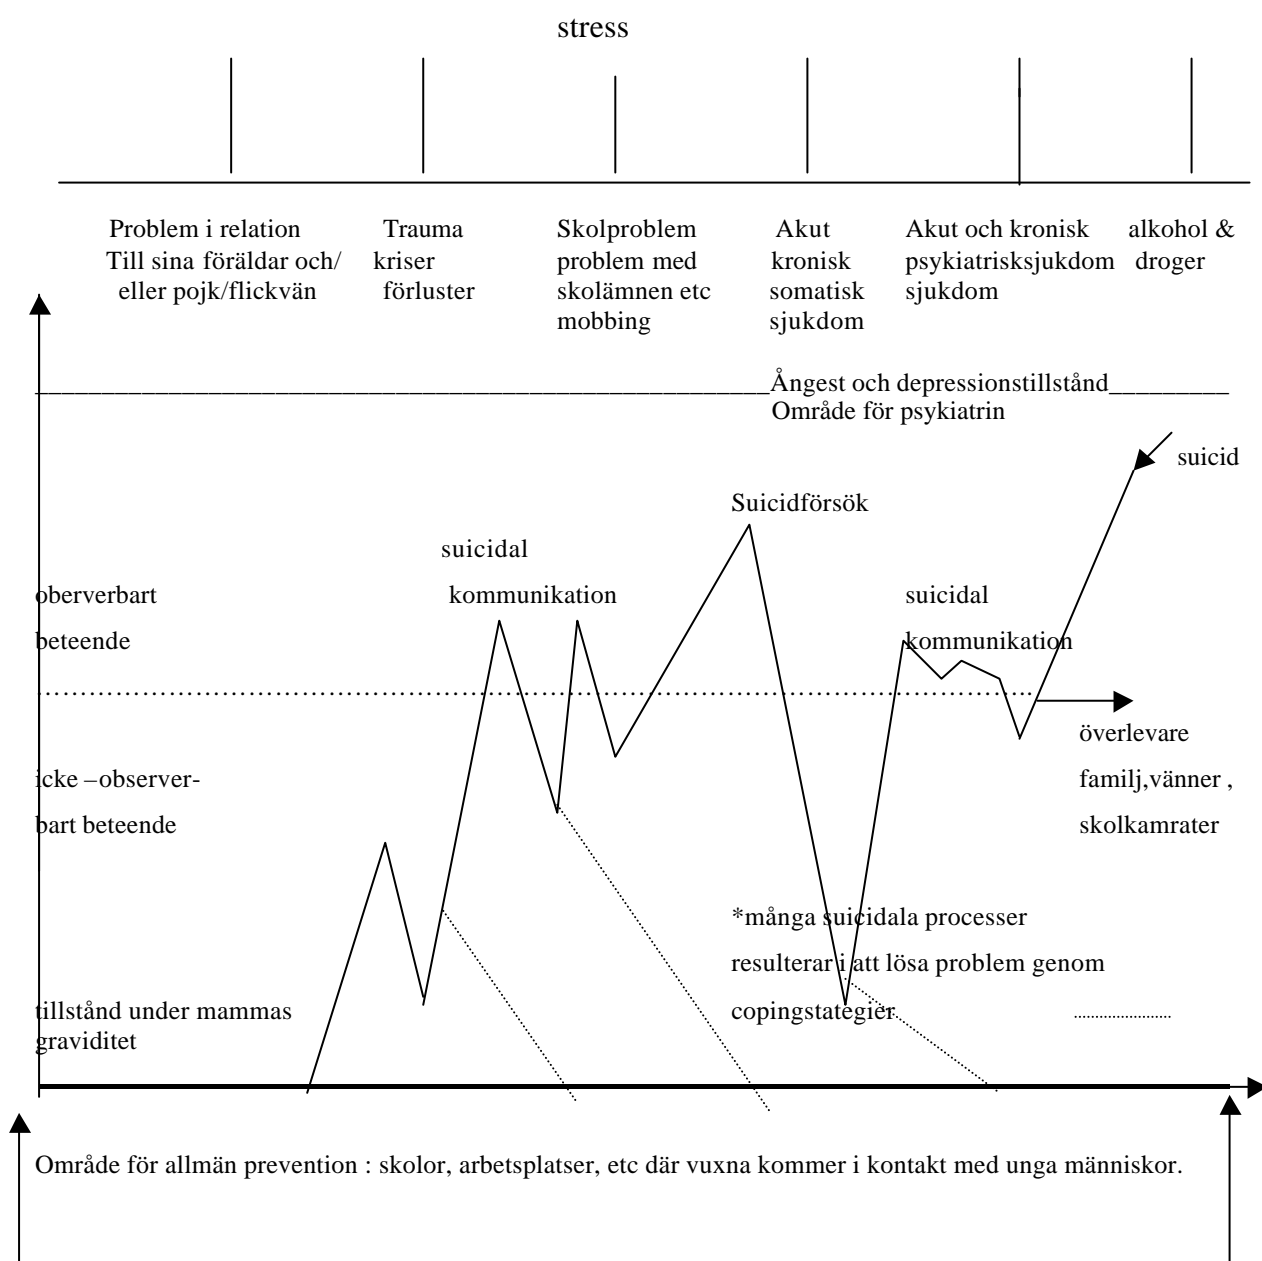 stress
Problem i relation
Till sina föräldar och/
eller pojk/flickvän
Trauma
kriser
förluster
Skolproblem
problem med
skolämnen etc
mobbing
Akut
kronisk
somatisk
sjukdom
Akut och kronisk
psykiatrisksjukdom
sjukdom
alkohol &
droger
Ångest och depressionstillstånd
Område för psykiatrin
suicid
Suicidförsök
suicidal
kommunikation
oberverbart
beteende
suicidal
kommunikation
överlevare
familj,vänner ,
skolkamrater
icke –observer-
bart beteende
*många suicidala processer
resulterar i att lösa problem genom
copingstategier
tillstånd under mammas
graviditet
Område för allmän prevention : skolor, arbetsplatser, etc där vuxna kommer i kontakt med unga människor.